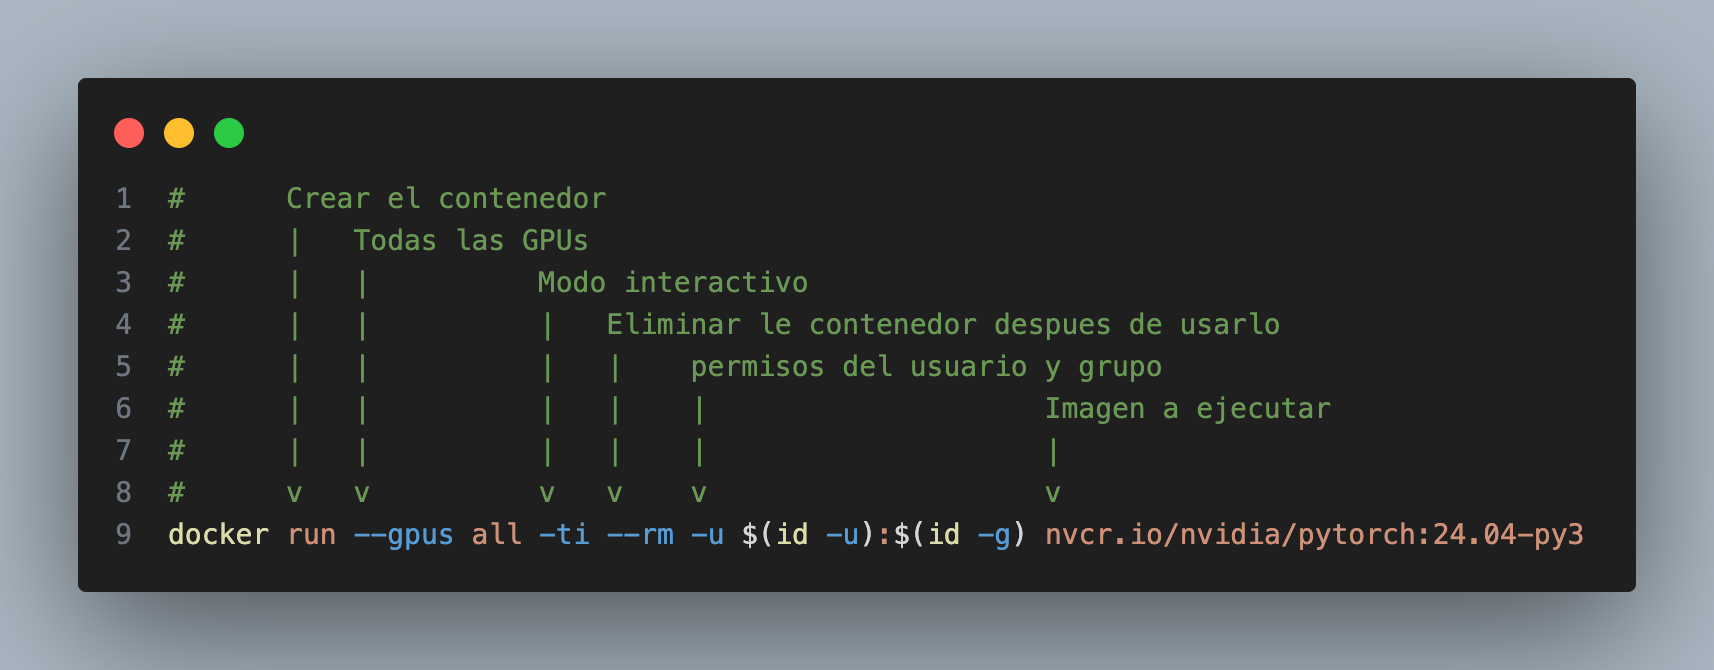 1 #      Crear el contenedor
2 #      |   Todas las GPUs
3 #      |   |          Modo interactivo
4 #      |   |          |   Eliminar le contenedor despues de usarlo
5 #      |   |          |   |    permisos del usuario y grupo
6 #      |   |          |   |    |                    Imagen a ejecutar
7 #      |   |          |   |    |                    |
8 #      v   v          v   v    v                    v
9 docker run --gpus all -ti --rm -u $(id -u):$(id -g) nvcr.io/nvidia/pytorch:24.04-py3